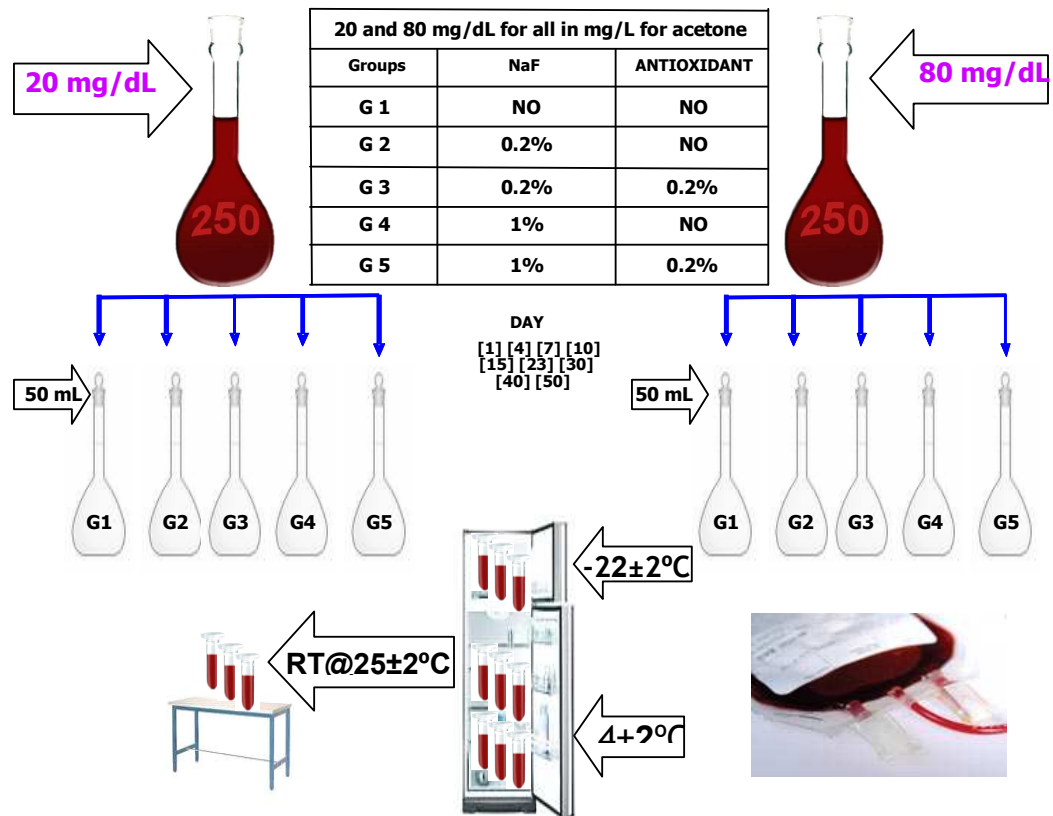 20 and 80 mg/dL for all in mg/L for acetone
Groups NaF ANTIOXIDANT
G 1 NO NO
G 2 0.2% NO
G 3 0.2% 0.2%
G 4 1% NO
G 5 1% 0.2%
20 mg/dL
80 mg/dL
250
250
DAY
[1] [4] [7] [10]
[15] [23] [30]
[40] [50]
50 mL
G1 G2 G3 G4 G5
50 mL
G1 G2 G3 G4 G5
-22±2ºC
RT@25±2ºC
4±2ºC